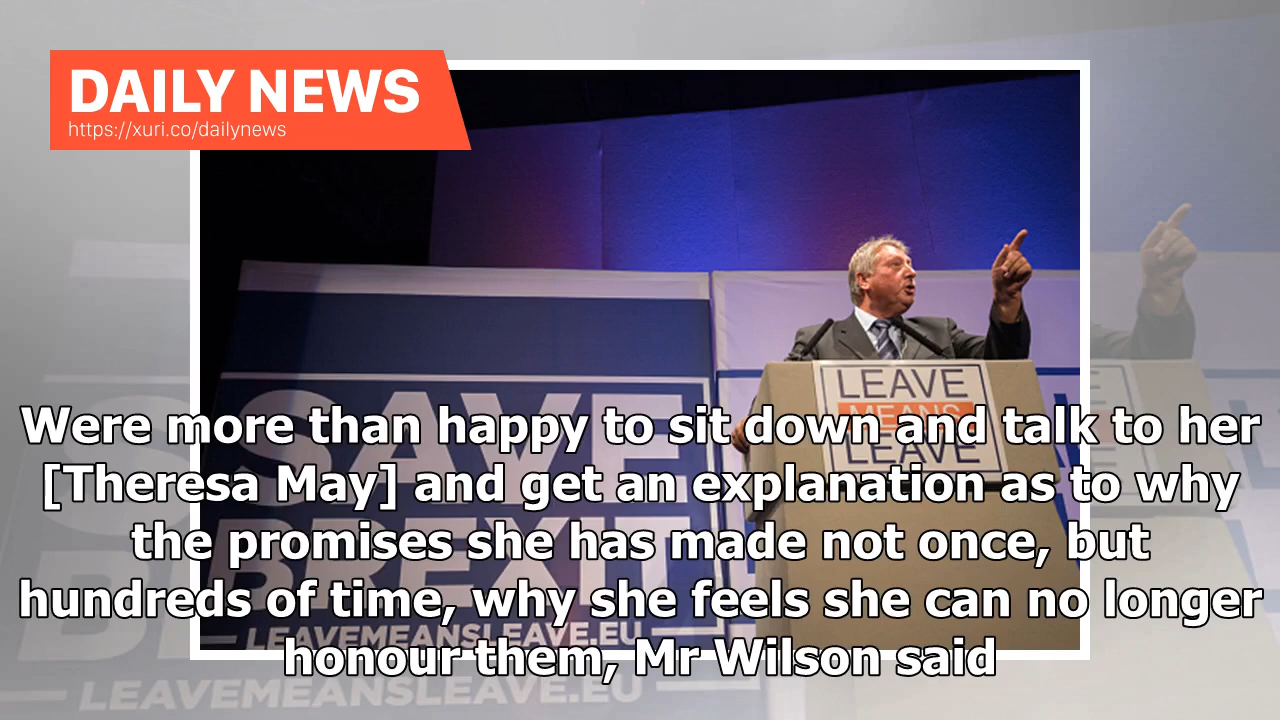 DAILY NEWS
https://xuri.co/dailynews
LEAVE
MEANS
LEAVE
SAVE
BREXIT
LEAVEMEANSLEAVE.EU
Were more than happy to sit down and talk to her
[Theresa May] and get an explanation as to why
the promises she has made not once, but
hundreds of time, why she feels she can no longer
honour them, Mr Wilson said
LEAVEMEANSLEAVE.EU